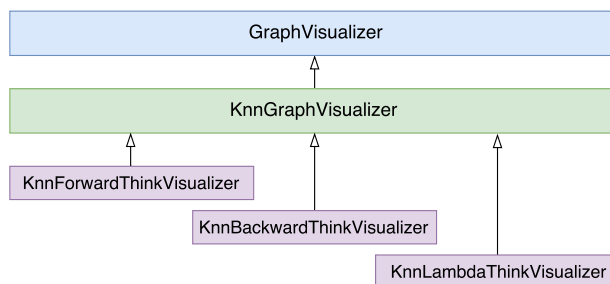 GraphVisualizer
KnnGraphVisualizer
KnnForwardThinkVisualizer
KnnBackwardThinkVisualizer
KnnLambdaThinkVisualizer